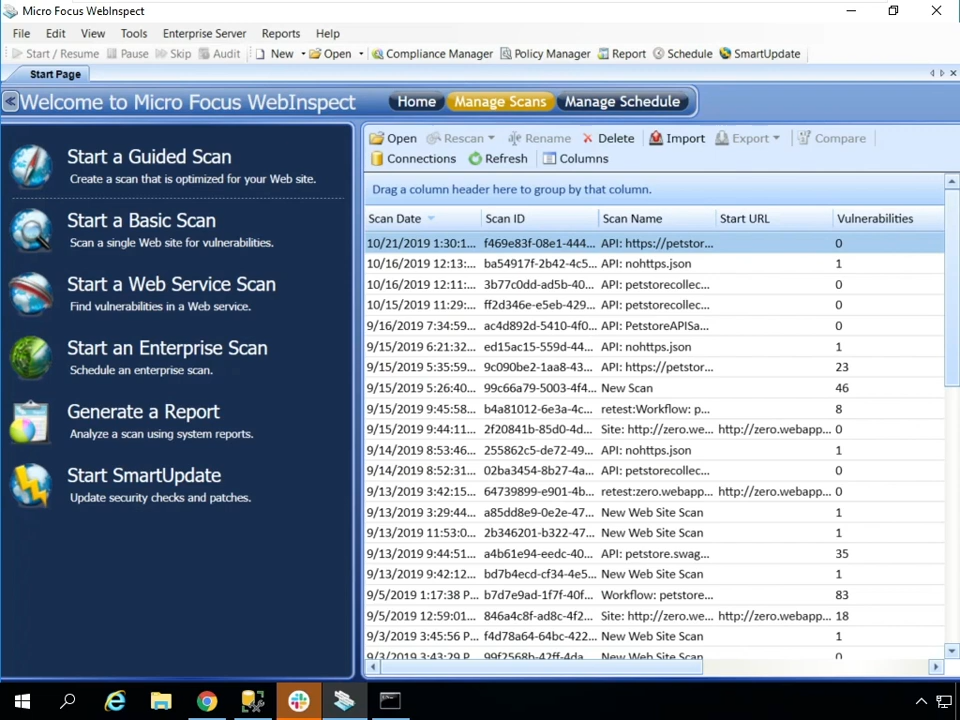 Micro Focus WebInspect
File Edit View Tools Enterprise Server Reports Help
Start / Resume Pause Skip Audit New Open Compliance Manager Policy Manager Report Schedule SmartUpdate
Start Page
Welcome to Micro Focus WebInspect Home Manage Scans Manage Schedule
Start a Guided Scan
Create a scan that is optimized for your Web site.
Start a Basic Scan
Scan a single Web site for vulnerabilities.
Start a Web Service Scan
Find vulnerabilities in a Web service.
Start an Enterprise Scan
Schedule an enterprise scan.
Generate a Report
Analyze a scan using system reports.
Start SmartUpdate
Update security checks and patches.
Open Rescan Rename Delete Import Export Compare
Connections Refresh Columns
Drag a column header here to group by that column.
Scan Date Scan ID Scan Name Start URL Vulnerabilities
10/21/2019 1:30:1... f469e83f-08e1-444... API: https://petstor... 0
10/16/2019 12:13:... ba54917f-2b42-4c5... API: nohttps.json 1
10/16/2019 12:11:... 3b77c0dd-ad5b-40... API: petstorecollec... 0
10/15/2019 11:29:... ff2d346e-e5eb-429... API: petstorecollec... 0
9/16/2019 7:34:59... ac4d892d-5410-4f0... API: PetstoreAPISa... 0
9/15/2019 6:21:32... ed15ac15-559d-44... API: nohttps.json 1
9/15/2019 5:35:59... 9c090be2-1aa8-43... API: https://petstor... 23
9/15/2019 5:26:40... 99c66a79-5003-4f4... New Scan 46
9/15/2019 9:45:58... b4a81012-6e3a-4c... retest:Workflow: p... 8
9/15/2019 9:44:11... 2f20841b-85d0-4d... Site: http://zero.we... http://zero.webapp... 0
9/14/2019 8:53:46... 255862c5-de72-49... API: nohttps.json 1
9/14/2019 8:52:31... 02ba3454-8b27-4a... API: petstorecollec... 0
9/13/2019 3:42:15... 64739899-e901-4b... retest:zero.webapp... http://zero.webapp... 0
9/13/2019 3:29:44... a85dd8e9-0e2e-47... New Web Site Scan 1
9/13/2019 11:53:0... 2b346201-b322-47... New Web Site Scan 1
9/13/2019 9:44:51... a4b61e94-eedc-40... API: petstore.swag... 35
9/13/2019 9:42:12... bd7b4ecd-cf34-4e5... New Web Site Scan 1
9/5/2019 1:17:38 P... b7d7e9ad-1f7f-40f... Workflow: petstore... 83
9/5/2019 12:59:01... 846a4c8f-ad8c-4f2... Site: http://zero.we... http://zero.webapp... 18
9/3/2019 3:45:56 P... f4d78a64-64bc-422... New Web Site Scan 1
9/3/2019 3:43:29 P... 99f2568b-42ff-4da... New Web Site Scan 0